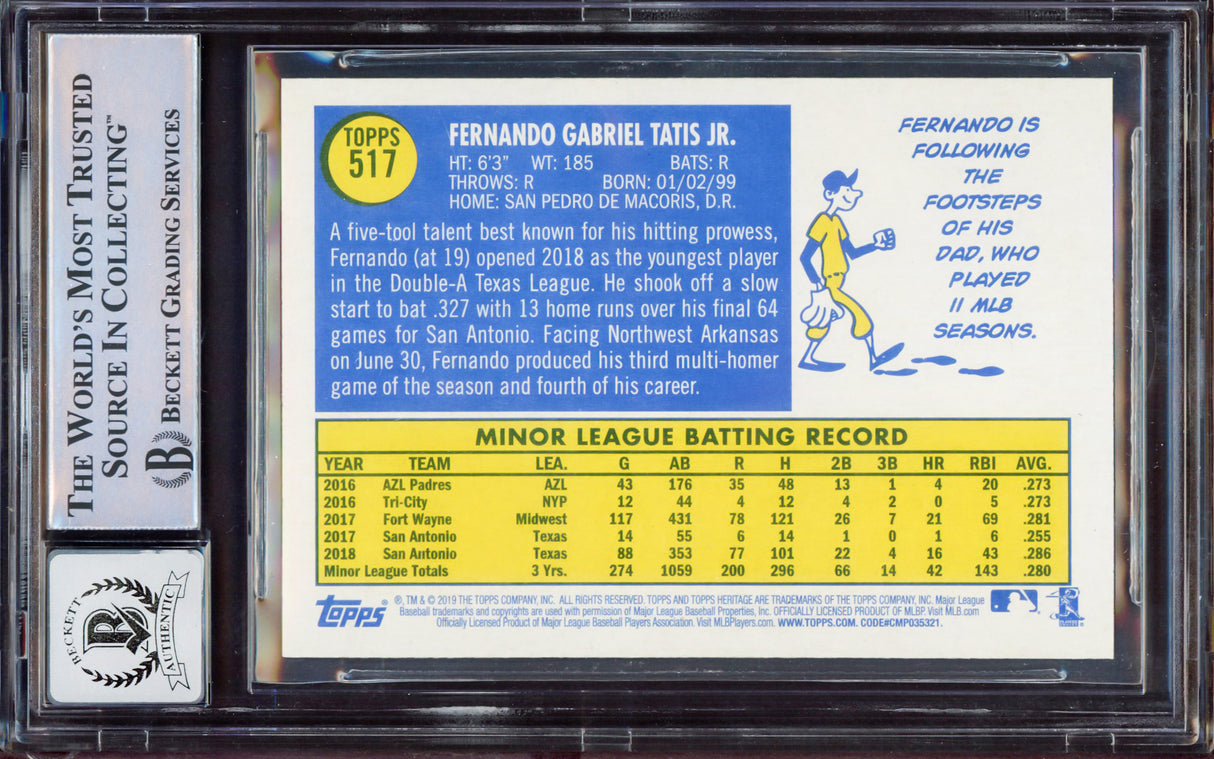 THE WORLD'S MOST TRUSTED
SOURCE IN COLLECTING™
B BECKETT GRADING SERVICES
BECKETT
B
AUTHENTIC
TOPPS
517
FERNANDO GABRIEL TATIS JR.
HT: 6'3" WT: 185 BATS: R
THROWS: R BORN: 01/02/99
HOME: SAN PEDRO DE MACORIS, D.R.
A five-tool talent best known for his hitting prowess,
Fernando (at 19) opened 2018 as the youngest player
in the Double-A Texas League. He shook off a slow
start to bat .327 with 13 home runs over his final 64
games for San Antonio. Facing Northwest Arkansas
on June 30, Fernando produced his third multi-homer
game of the season and fourth of his career.
FERNANDO IS
FOLLOWING
THE
FOOTSTEPS
OF HIS
DAD, WHO
PLAYED
11 MLB
SEASONS.
MINOR LEAGUE BATTING RECORD
YEAR TEAM LEA. G AB R H 2B 3B HR RBI AVG.
2016 AZL Padres AZL 43 176 35 48 13 1 4 20 .273
2016 Tri-City NYP 12 44 4 12 4 2 0 5 .273
2017 Fort Wayne Midwest 117 431 78 121 26 7 21 69 .281
2017 San Antonio Texas 14 55 6 14 1 0 1 6 .255
2018 San Antonio Texas 88 353 77 101 22 4 16 43 .286
Minor League Totals 3 Yrs. 274 1059 200 296 66 14 42 143 .280
topps®
®, TM & © 2019 THE TOPPS COMPANY, INC. ALL RIGHTS RESERVED. TOPPS AND TOPPS HERITAGE ARE TRADEMARKS OF THE TOPPS COMPANY, INC. Major League
Baseball trademarks and copyrights are used with permission of Major League Baseball Properties, Inc. OFFICIALLY LICENSED PRODUCT OF MLBP. Visit MLB.com
Officially Licensed Product of Major League Baseball Players Association. Visit MLBPlayers.com. WWW.TOPPS.COM. CODE#CMP035321.